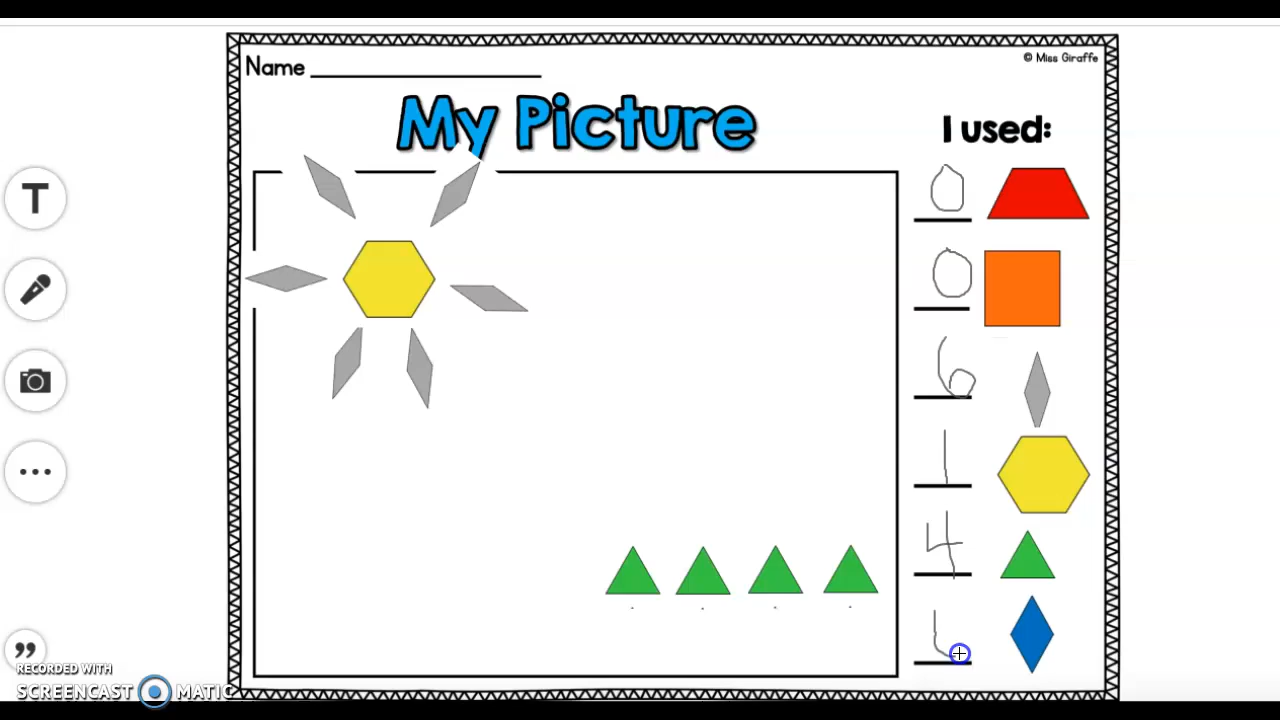 © Miss Giraffe
Name
My Picture
I used:
0
0
6
1
4
T
”
RECORDED WITH
SCREENCAST MATIC